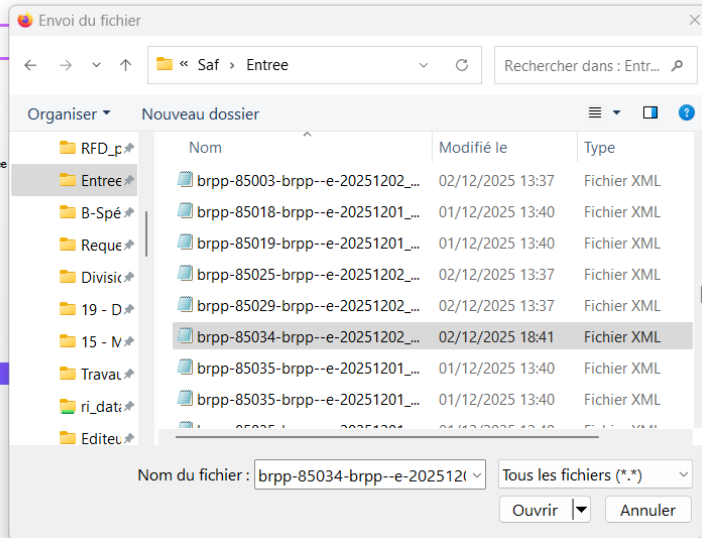 Envoi du fichier
« Saf › Entree
Rechercher dans : Entr...
Organiser
Nouveau dossier
Nom
Modifié le
Type
RFD_p
Entree
B-Spé
Reque
Divisic
19 - D
15 - M
Travau
ri_data
Editeu
brpp-85003-brpp--e-20251202_... 02/12/2025 13:37 Fichier XML
brpp-85018-brpp--e-20251201_... 01/12/2025 13:40 Fichier XML
brpp-85019-brpp--e-20251201_... 01/12/2025 13:40 Fichier XML
brpp-85025-brpp--e-20251202_... 02/12/2025 13:37 Fichier XML
brpp-85029-brpp--e-20251202_... 02/12/2025 13:37 Fichier XML
brpp-85034-brpp--e-20251202_... 02/12/2025 18:41 Fichier XML
brpp-85035-brpp--e-20251201_... 01/12/2025 13:40 Fichier XML
brpp-85035-brpp--e-20251201_... 01/12/2025 13:40 Fichier XML
Nom du fichier :
brpp-85034-brpp--e-2025120
Tous les fichiers (*.*)
Ouvrir
Annuler